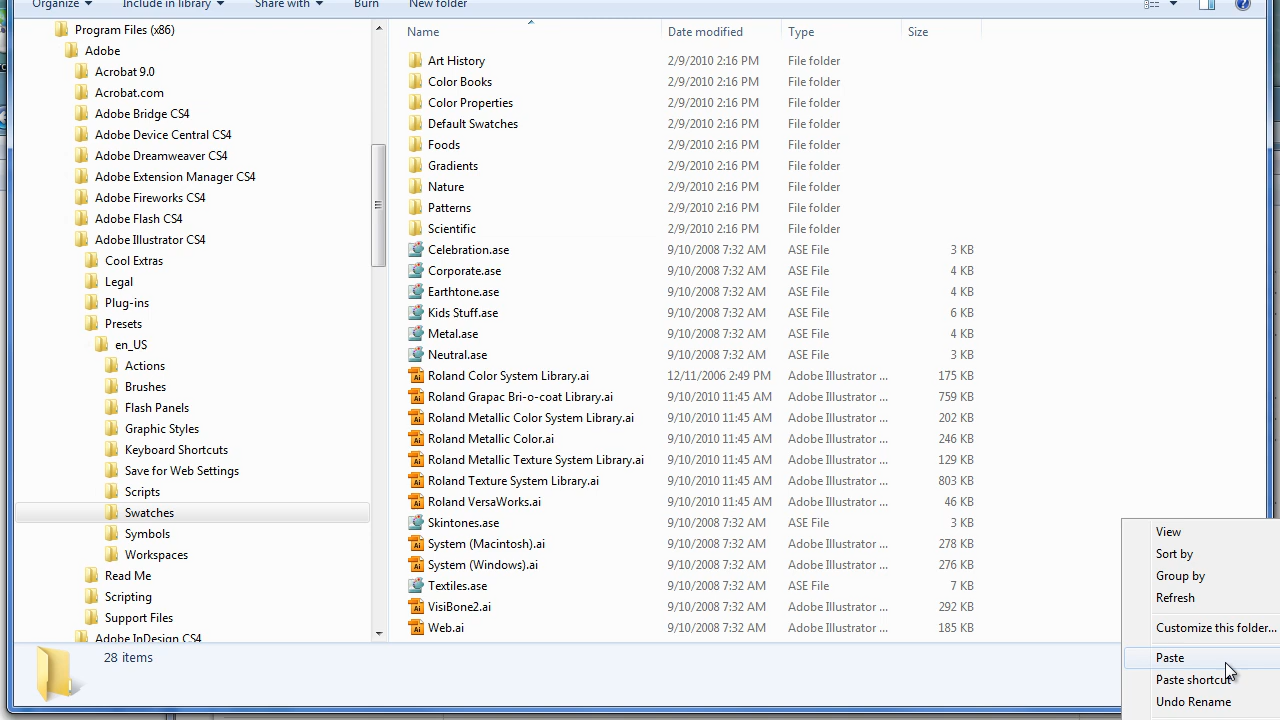 Organize Include in library Share with Burn New folder
Program Files (x86)
Adobe
Acrobat 9.0
Acrobat.com
Adobe Bridge CS4
Adobe Device Central CS4
Adobe Dreamweaver CS4
Adobe Extension Manager CS4
Adobe Fireworks CS4
Adobe Flash CS4
Adobe Illustrator CS4
Cool Extras
Legal
Plug-ins
Presets
en_US
Actions
Brushes
Flash Panels
Graphic Styles
Keyboard Shortcuts
Save for Web Settings
Scripts
Swatches
Symbols
Workspaces
Read Me
Scripting
Support Files
Adobe InDesign CS4
Name Date modified Type Size
Art History 2/9/2010 2:16 PM File folder
Color Books 2/9/2010 2:16 PM File folder
Color Properties 2/9/2010 2:16 PM File folder
Default Swatches 2/9/2010 2:16 PM File folder
Foods 2/9/2010 2:16 PM File folder
Gradients 2/9/2010 2:16 PM File folder
Nature 2/9/2010 2:16 PM File folder
Patterns 2/9/2010 2:16 PM File folder
Scientific 2/9/2010 2:16 PM File folder
Celebration.ase 9/10/2008 7:32 AM ASE File 3 KB
Corporate.ase 9/10/2008 7:32 AM ASE File 4 KB
Earthtone.ase 9/10/2008 7:32 AM ASE File 4 KB
Kids Stuff.ase 9/10/2008 7:32 AM ASE File 6 KB
Metal.ase 9/10/2008 7:32 AM ASE File 4 KB
Neutral.ase 9/10/2008 7:32 AM ASE File 3 KB
Roland Color System Library.ai 12/11/2006 2:49 PM Adobe Illustrator ... 175 KB
Roland Grapac Bri-o-coat Library.ai 9/10/2010 11:45 AM Adobe Illustrator ... 759 KB
Roland Metallic Color System Library.ai 9/10/2010 11:45 AM Adobe Illustrator ... 202 KB
Roland Metallic Color.ai 9/10/2010 11:45 AM Adobe Illustrator ... 246 KB
Roland Metallic Texture System Library.ai 9/10/2010 11:45 AM Adobe Illustrator ... 129 KB
Roland Texture System Library.ai 9/10/2010 11:45 AM Adobe Illustrator ... 803 KB
Roland VersaWorks.ai 9/10/2010 11:45 AM Adobe Illustrator ... 46 KB
Skintones.ase 9/10/2008 7:32 AM ASE File 3 KB
System (Macintosh).ai 9/10/2008 7:32 AM Adobe Illustrator ... 278 KB
System (Windows).ai 9/10/2008 7:32 AM Adobe Illustrator ... 276 KB
Textiles.ase 9/10/2008 7:32 AM ASE File 7 KB
VisiBone2.ai 9/10/2008 7:32 AM Adobe Illustrator ... 292 KB
Web.ai 9/10/2008 7:32 AM Adobe Illustrator ... 185 KB
28 items
View
Sort by
Group by
Refresh
Customize this folder...
Paste
Paste shortcut
Undo Rename